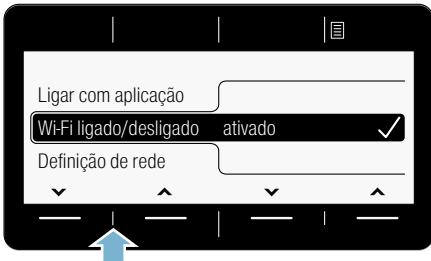 Ligar com aplicação
Wi-Fi ligado/desligado ativado
Definição de rede